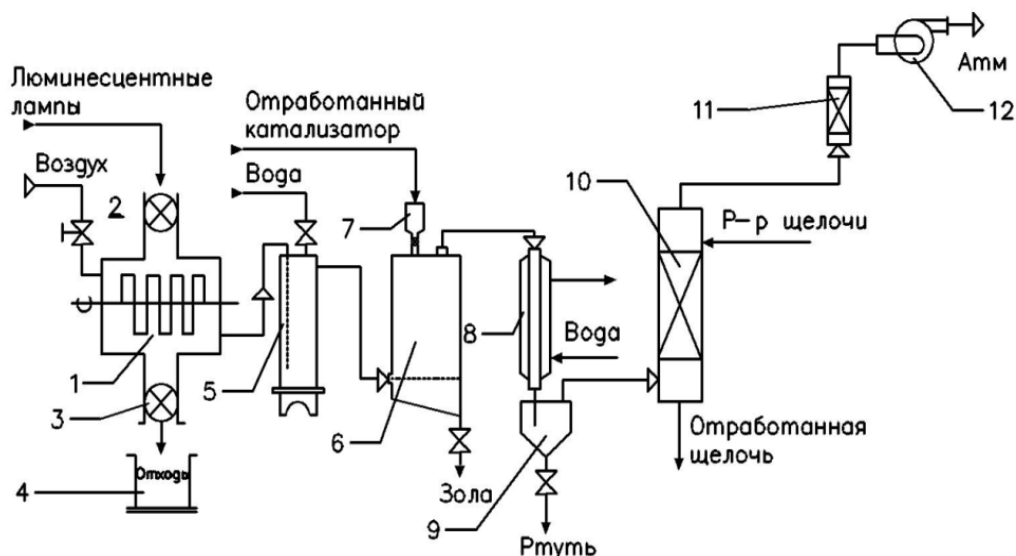 Люминесцентные
лампы
Воздух
2
Отработанный
катализатор
Вода
7
1
3
Отходы
4
5
6
Зола
8
Вода
9
Ртуть
10
Р-р щелочи
Отработанная
щелочь
11
Атм
12